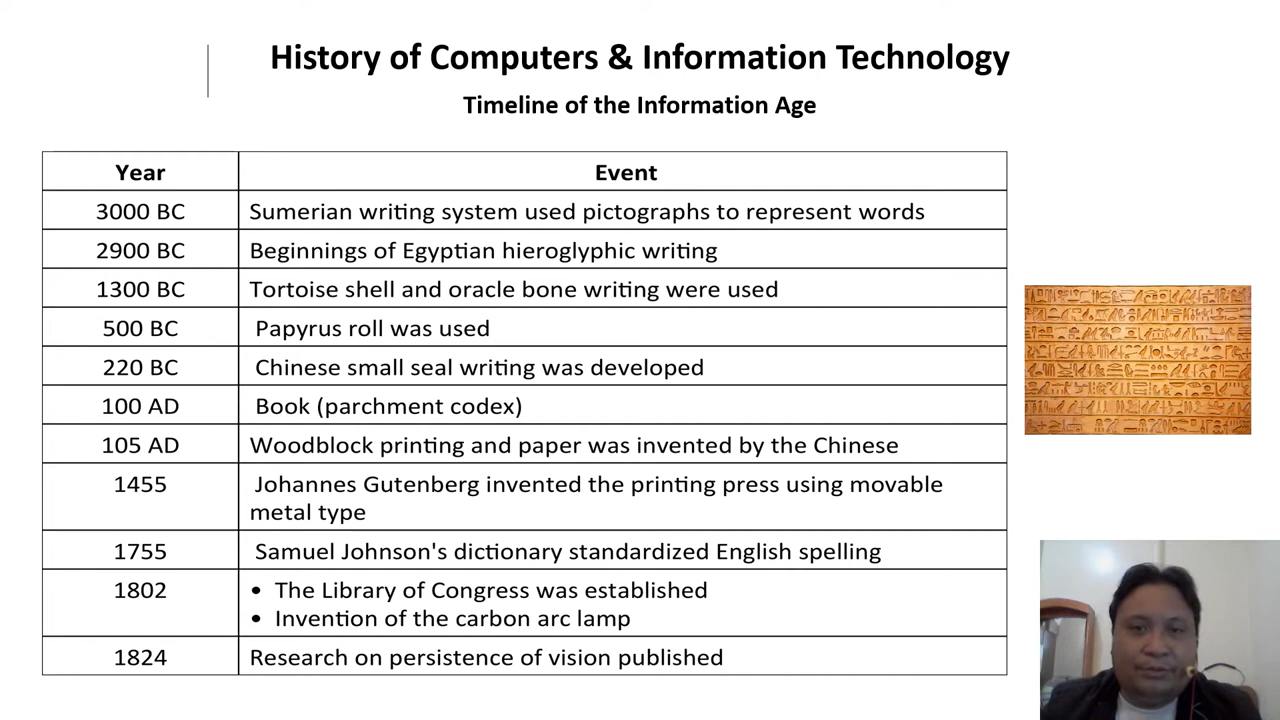 History of Computers & Information Technology
Timeline of the Information Age
Year Event
3000 BC Sumerian writing system used pictographs to represent words
2900 BC Beginnings of Egyptian hieroglyphic writing
1300 BC Tortoise shell and oracle bone writing were used
500 BC Papyrus roll was used
220 BC Chinese small seal writing was developed
100 AD Book (parchment codex)
105 AD Woodblock printing and paper was invented by the Chinese
1455 Johannes Gutenberg invented the printing press using movable
metal type
1755 Samuel Johnson's dictionary standardized English spelling
1802 • The Library of Congress was established
• Invention of the carbon arc lamp
1824 Research on persistence of vision published